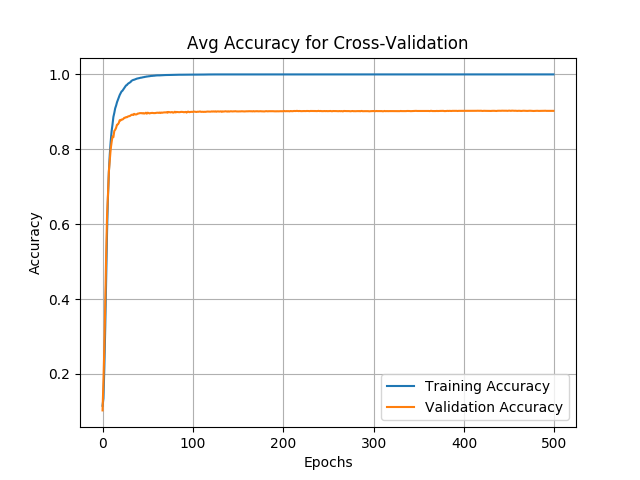 Avg Accuracy for Cross-Validation
1.0
0.8
0.6
0.4
0.2
Accuracy
Training Accuracy
Validation Accuracy
0 100 200 300 400 500
Epochs